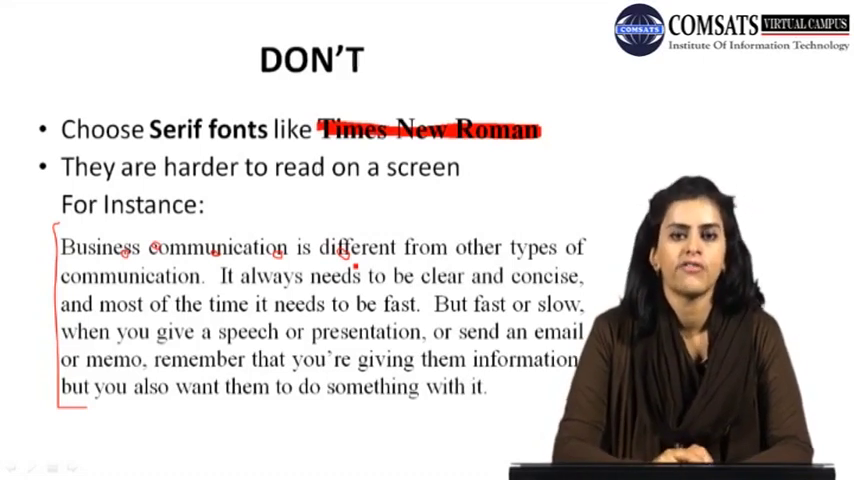 COMSATS VIRTUAL CAMPUS
COMSATS
Institute Of Information Technology
DON'T
• Choose Serif fonts like Times New Roman
• They are harder to read on a screen
For Instance:
Business communication is different from other types of
communication. It always needs to be clear and concise,
and most of the time it needs to be fast. But fast or slow,
when you give a speech or presentation, or send an email
or memo, remember that you're giving them information
but you also want them to do something with it.